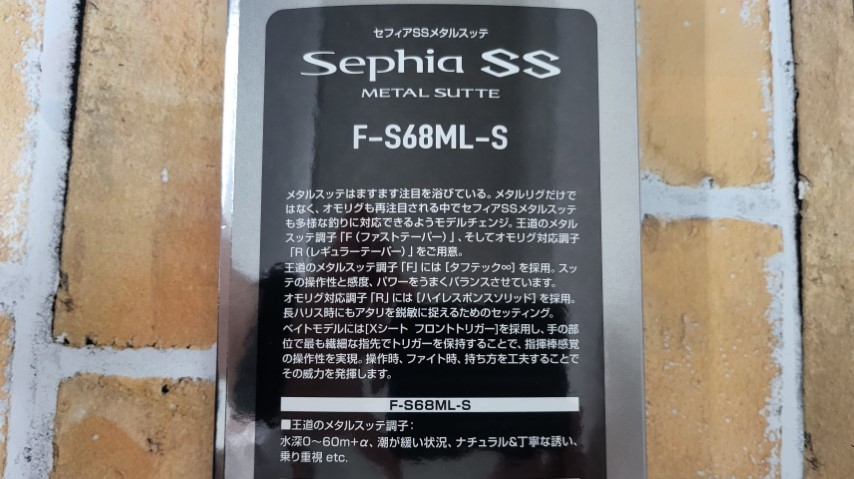 セフィアSSメタルスッテ
Sephia SS
METAL SUTTE
F-S68ML-S
メタルスッテはますます注目を浴びている。メタルリグだけで
はなく、オモリグも再注目される中でセフィアSSメタルスッテ
も多様な釣りに対応できるようモデルチェンジ。王道のメタル
スッテ調子「F(ファストテーパー)」、そしてオモリグ対応調子
「R(レギュラーテーパー)」をご用意。
王道のメタルスッテ調子「F」には[タフテック∞]を採用。スッ
テの操作性と感度、パワーをうまくバランスさせています。
オモリグ対応調子「R」には[ハイレスポンスソリッド]を採用。
長ハリス時にもアタリを鋭敏に捉えるためのセッティング。
ベイトモデルには[Xシート フロントトリガー]を採用し、手の部
位で最も繊細な指先でトリガーを保持することで、指揮棒感覚
の操作性を実現。操作時、ファイト時、持ち方を工夫することで
その威力を発揮します。
F-S68ML-S
■王道のメタルスッテ調子:
水深0〜60m+α、潮が緩い状況、ナチュラル&丁寧な誘い、
乗り重視 etc.